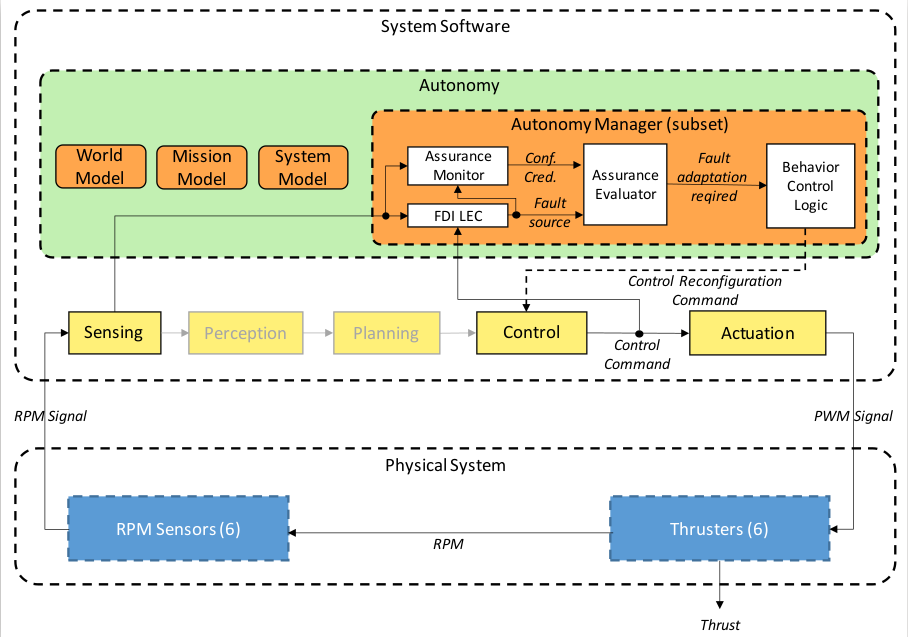 System Software
Autonomy
Autonomy Manager (subset)
World
Model
Mission
Model
System
Model
Assurance
Monitor
Conf.
Cred.
Assurance
Evaluator
Fault
adaptation
reqired
Behavior
Control
Logic
FDI LEC
Fault
source
Control Reconfiguration
Command
Sensing
Perception
Planning
Control
Control
Command
Actuation
RPM Signal
PWM Signal
Physical System
RPM Sensors (6)
RPM
Thrusters (6)
Thrust